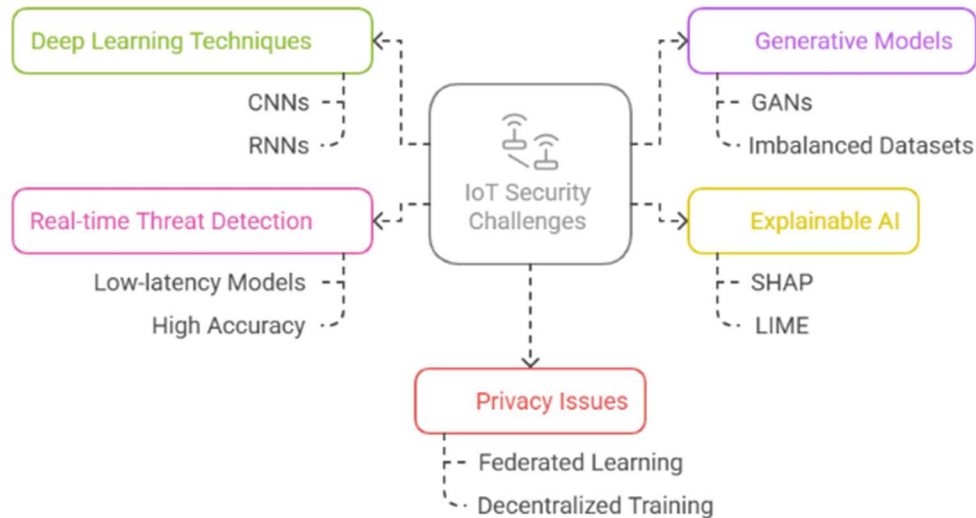 Deep Learning Techniques
CNNs
RNNs
Generative Models
GANs
Imbalanced Datasets
IoT Security
Challenges
Real-time Threat Detection
Low-latency Models
High Accuracy
Explainable AI
SHAP
LIME
Privacy Issues
Federated Learning
Decentralized Training